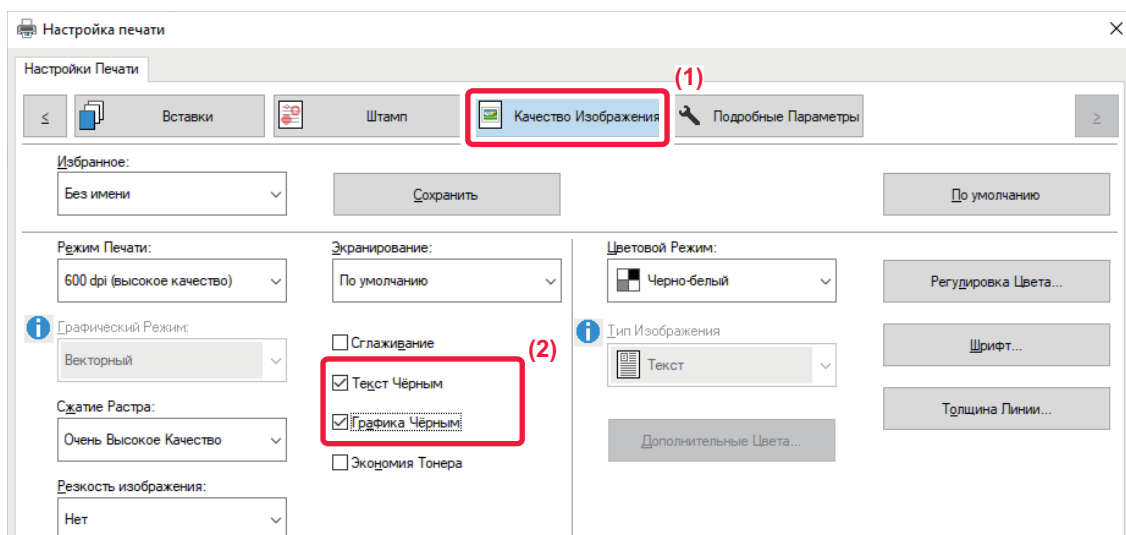 Настройка печати
Настройки Печати
(1)
< Вставки Штамп Качество Изображения Подробные Параметры >
Избранное:
Без имени Сохранить По умолчанию
Режим Печати: Экранирование: Цветовой Режим:
600 dpi (высокое качество) По умолчанию Черно-белый Регулировка Цвета...
Графический Режим: Сглаживание (2) Тип Изображения Шрифт...
Векторный Текст Чёрным Текст
Сжатие Растра: Графика Чёрным Толщина Линии...
Очень Высокое Качество Дополнительные Цвета...
Экономия Тонера
Резкость изображения:
Нет